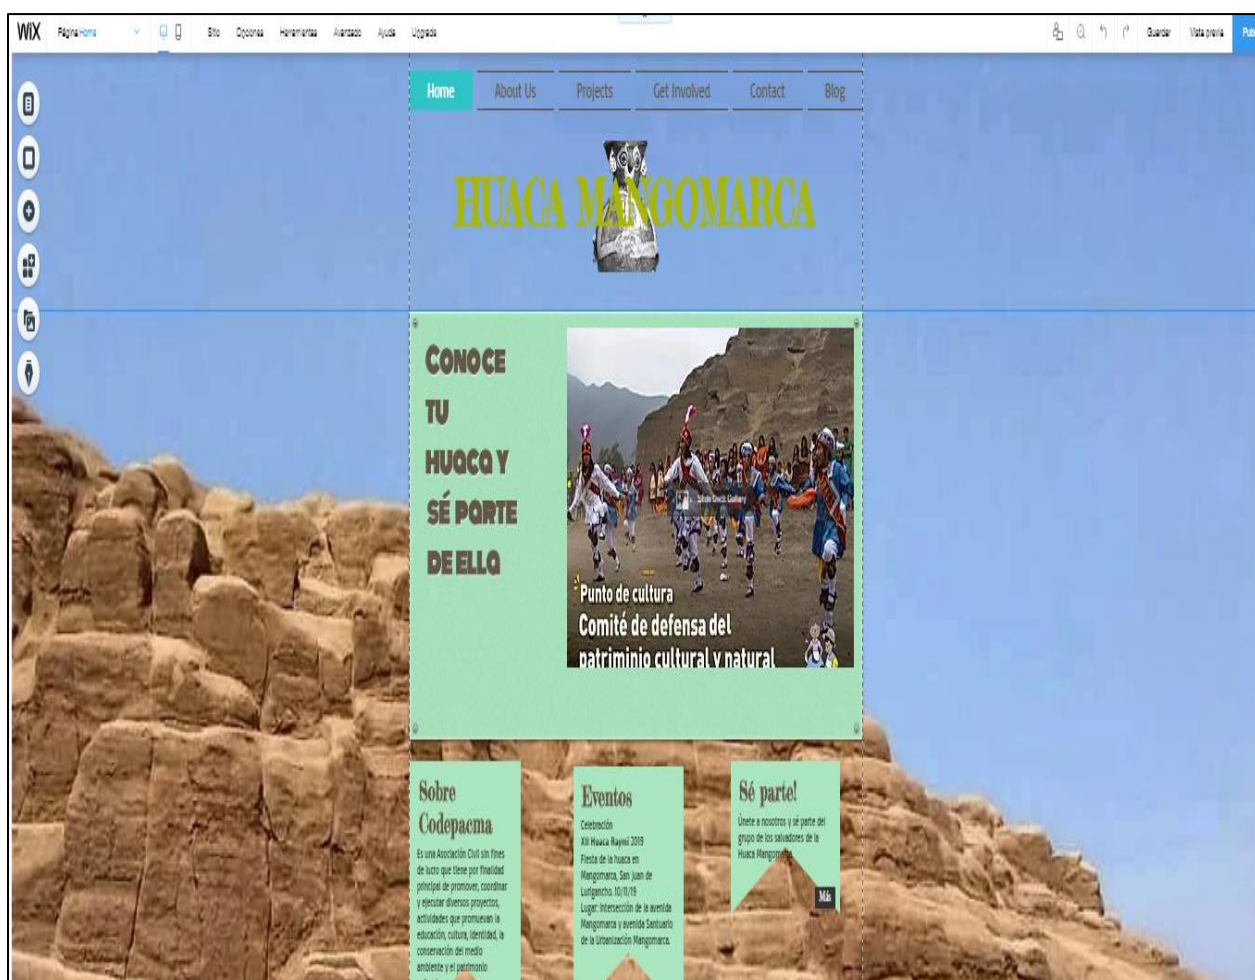 WIX Página: Home Sitio Opciones Herramientas Avanzado Ayuda Upgrade Guardar Vista previa Pub
Home About Us Projects Get Involved Contact Blog
HUACA MANGOMARCA
CONOCE
TU
HUACA Y
SÉ PARTE
DE ELLA
Slide Deck Gallery
Punto de cultura
Comité de defensa del
patriminio cultural y natural
Sobre
Codepacma
Es una Asociación Civil sin fines
de lucro que tiene por finalidad
principal de promover, coordinar
y ejecutar diversos proyectos,
actividades que promuevan la
educación, cultura, identidad, la
conservación del medio
ambiente y el patrimonio
Eventos
Celebración
XII Huaca Raymi 2019
Fiesta de la huaca en
Mangomarca, San Juan de
Lurigancho. 10/11/19
Lugar: Intersección de la avenida
Mangomarca y avenida Santuario
de la Urbanización Mangomarca.
Sé parte!
Únete a nosotros y sé parte del
grupo de los salvadores de la
Huaca Mangomarca.
Más